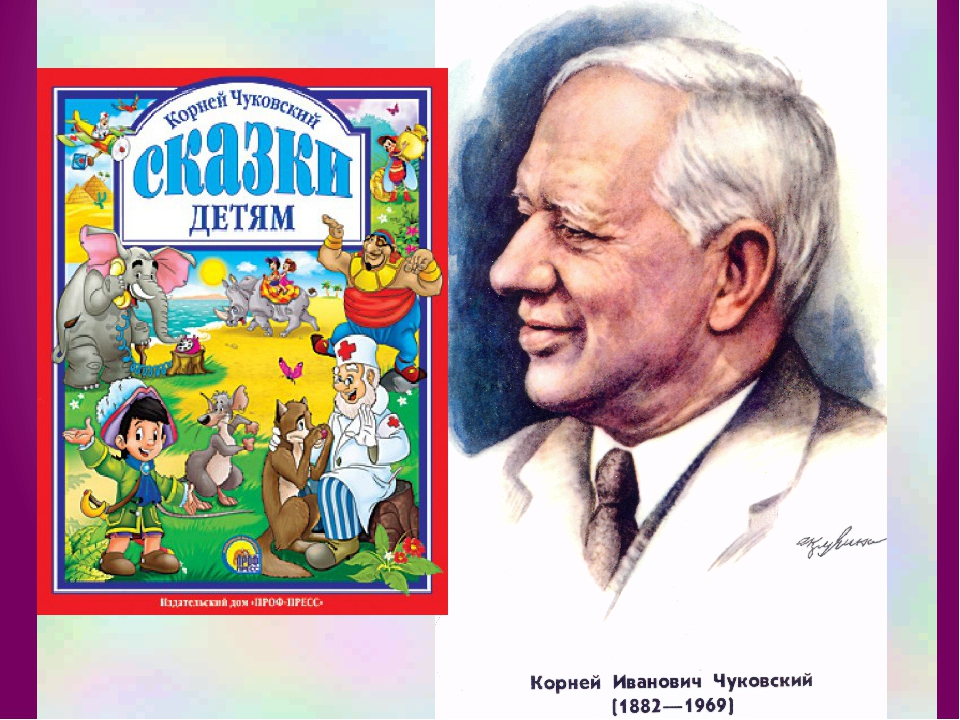 Корней Чуковский
Сказки
ДЕТЯМ
Издательский дом «ПРОФ-ПРЕСС»
Корней Иванович Чуковский
(1882—1969)